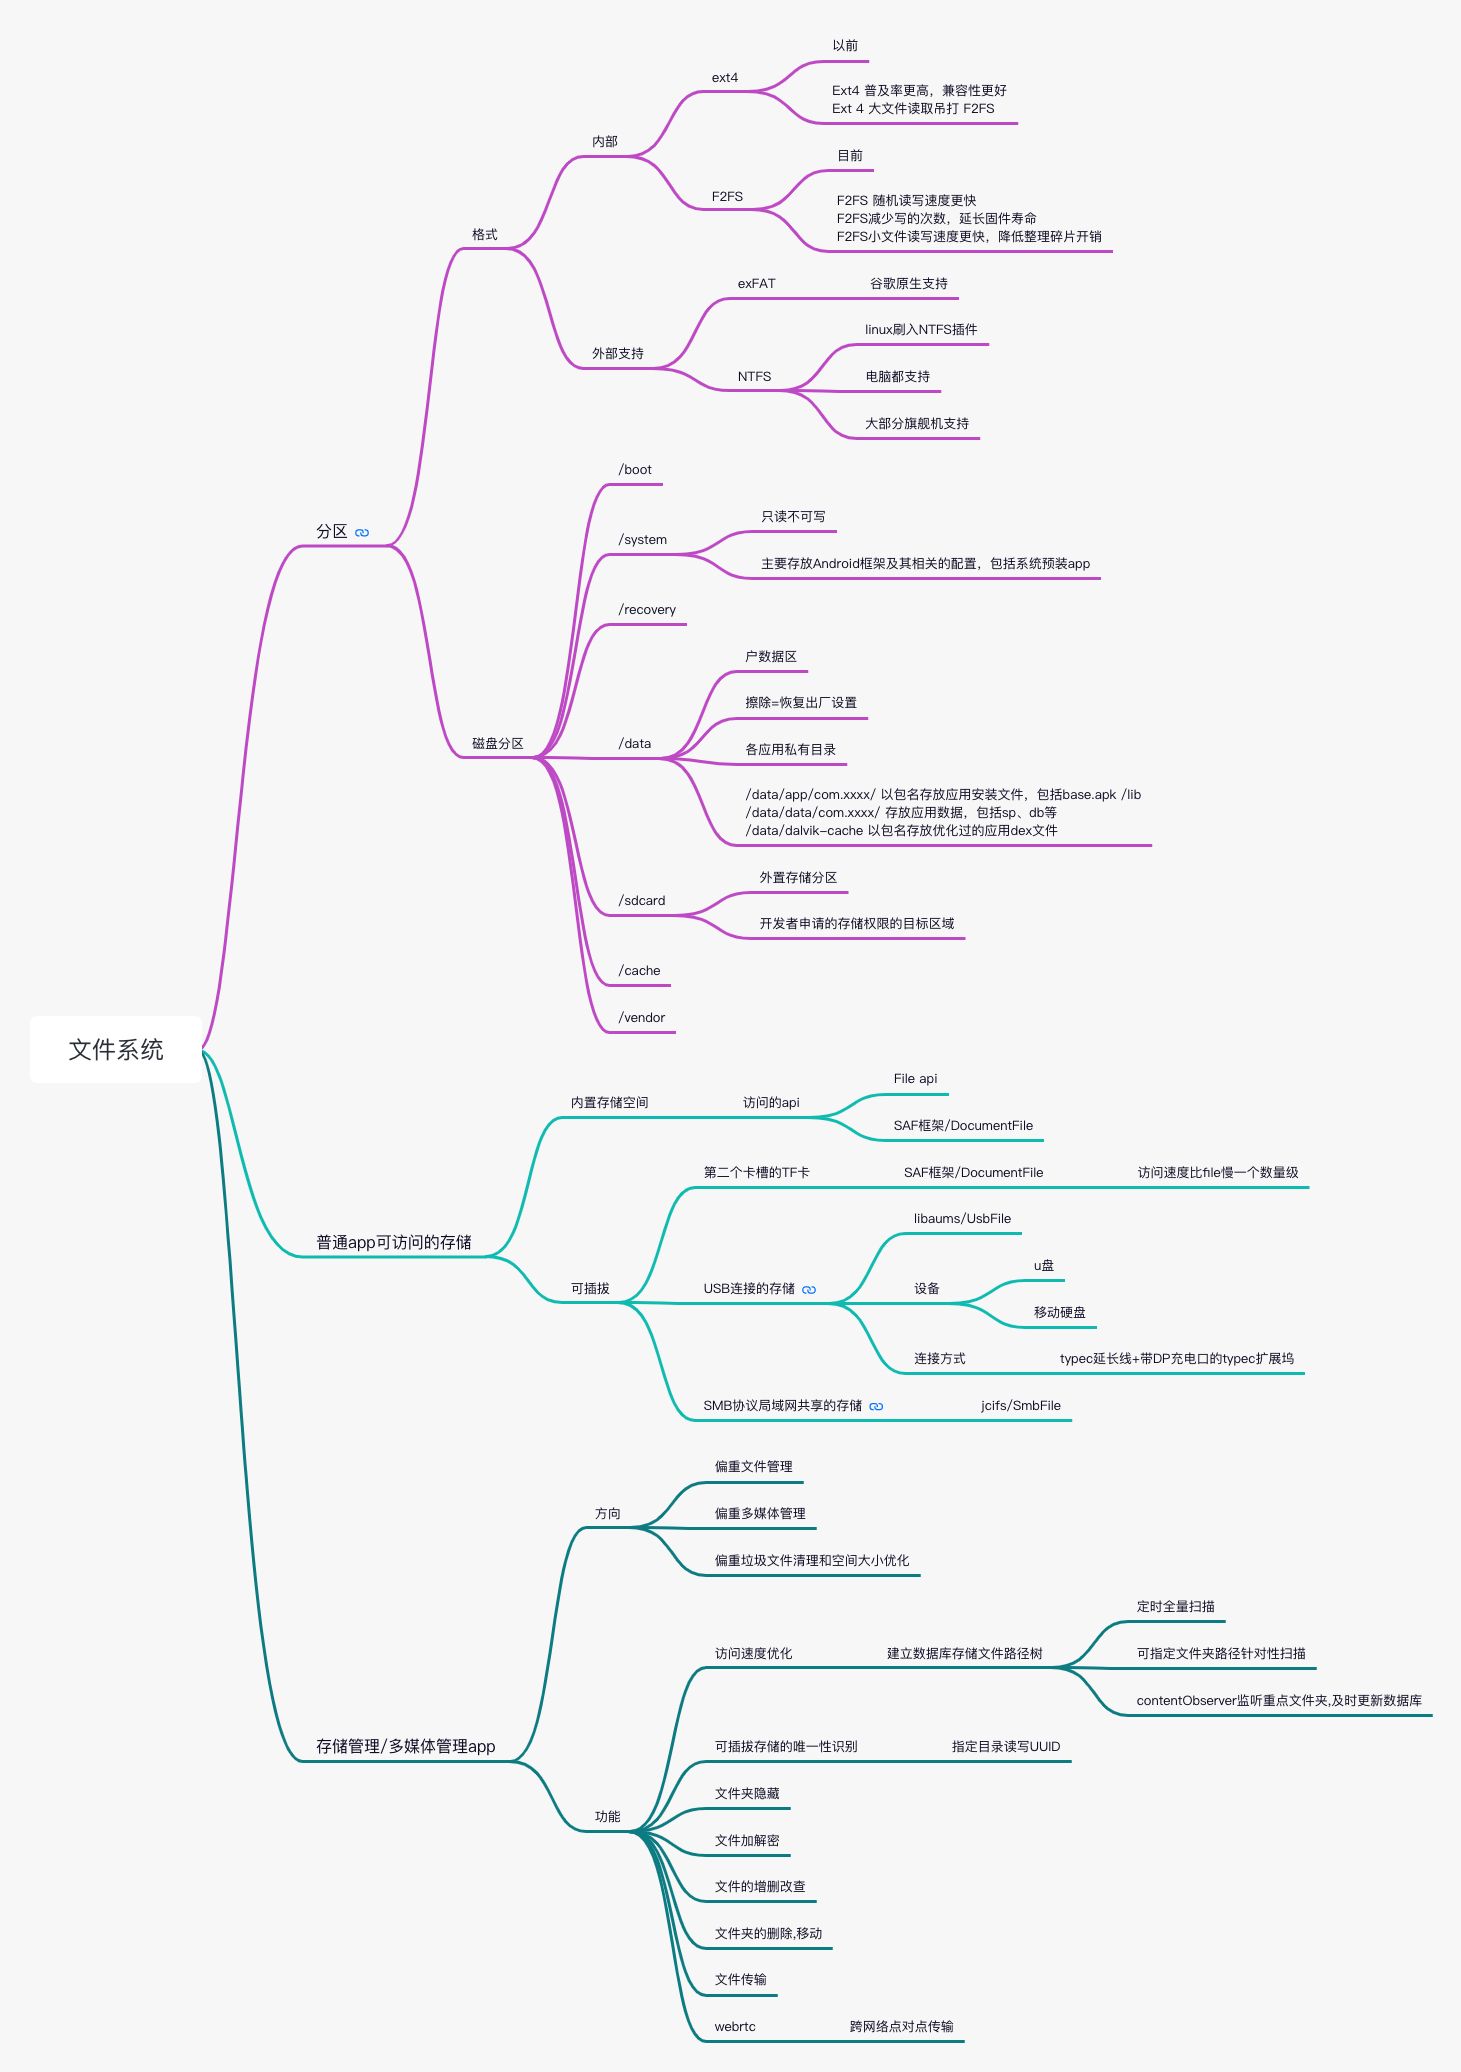 文件系统
分区
格式
内部
ext4
以前
Ext4 普及率更高，兼容性更好
Ext 4 大文件读取吊打 F2FS
F2FS
目前
F2FS 随机读写速度更快
F2FS减少写的次数，延长固件寿命
F2FS小文件读写速度更快，降低整理碎片开销
外部支持
exFAT
谷歌原生支持
NTFS
linux刷入NTFS插件
电脑都支持
大部分旗舰机支持
磁盘分区
/boot
/system
只读不可写
主要存放Android框架及其相关的配置，包括系统预装app
/recovery
/data
户数据区
擦除=恢复出厂设置
各应用私有目录
/data/app/com.xxxx/ 以包名存放应用安装文件，包括base.apk /lib
/data/data/com.xxxx/ 存放应用数据，包括sp、db等
/data/dalvik-cache 以包名存放优化过的应用dex文件
/sdcard
外置存储分区
开发者申请的存储权限的目标区域
/cache
/vendor
普通app可访问的存储
内置存储空间
访问的api
File api
SAF框架/DocumentFile
可插拔
第二个卡槽的TF卡
SAF框架/DocumentFile
访问速度比file慢一个数量级
USB连接的存储
libaums/UsbFile
设备
u盘
移动硬盘
连接方式
typec延长线+带DP充电口的typec扩展坞
SMB协议局域网共享的存储
jcifs/SmbFile
存储管理/多媒体管理app
方向
偏重文件管理
偏重多媒体管理
偏重垃圾文件清理和空间大小优化
功能
访问速度优化
建立数据库存储文件路径树
定时全量扫描
可指定文件夹路径针对性扫描
contentObserver监听重点文件夹,及时更新数据库
可插拔存储的唯一性识别
指定目录读写UUID
文件夹隐藏
文件加解密
文件的增删改查
文件夹的删除,移动
文件传输
webrtc
跨网络点对点传输